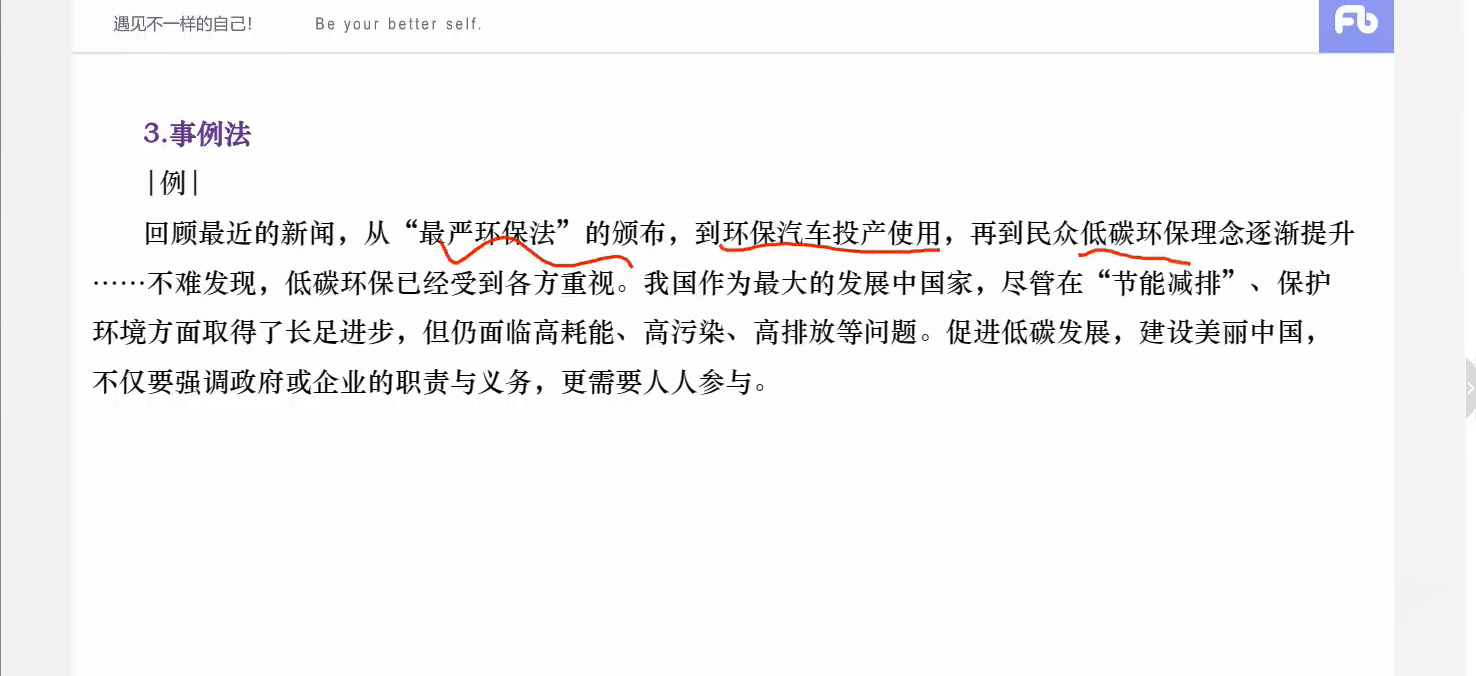 遇见不一样的自己! Be your better self.
Fb
3.事例法
|例|
回顾最近的新闻，从“最严环保法”的颁布，到环保汽车投产使用，再到民众低碳环保理念逐渐提升
……不难发现，低碳环保已经受到各方重视。我国作为最大的发展中国家，尽管在“节能减排”、保护
环境方面取得了长足进步，但仍面临高耗能、高污染、高排放等问题。促进低碳发展，建设美丽中国，
不仅要强调政府或企业的职责与义务，更需要人人参与。